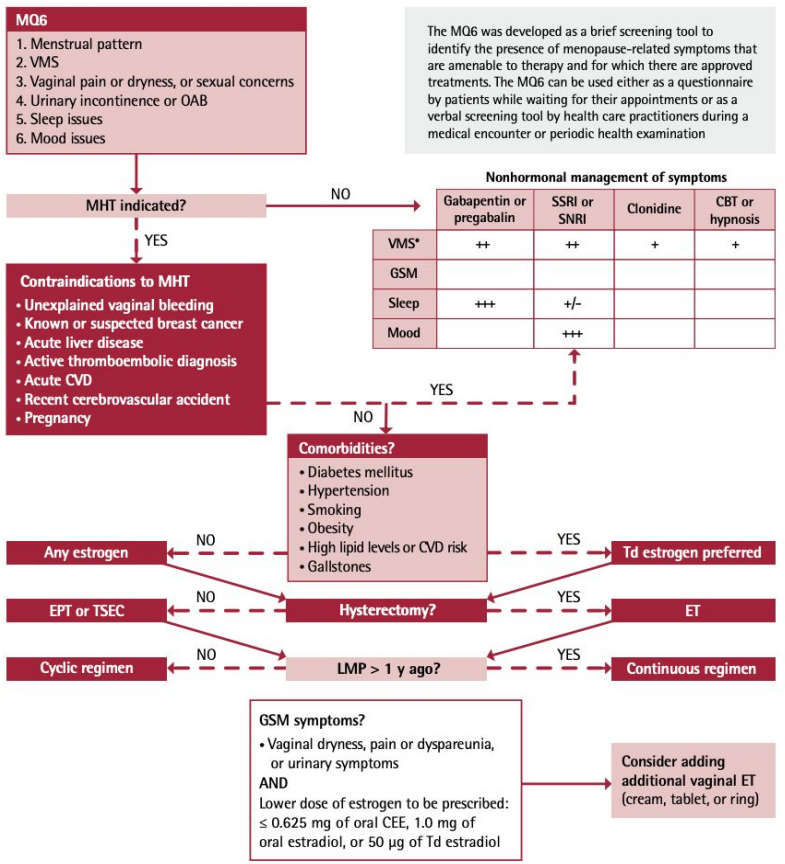 MQ6
1. Menstrual pattern
2. VMS
3. Vaginal pain or dryness, or sexual concerns
4. Urinary incontinence or OAB
5. Sleep issues
6. Mood issues
The MQ6 was developed as a brief screening tool to
identify the presence of menopause-related symptoms that
are amenable to therapy and for which there are approved
treatments. The MQ6 can be used either as a questionnaire
by patients while waiting for their appointments or as a
verbal screening tool by health care practitioners during a
medical encounter or periodic health examination
MHT indicated?
NO
YES
Nonhormonal management of symptoms
Gabapentin or
pregabalin
SSRI or
SNRI
Clonidine
CBT or
hypnosis
VMS* ++ ++ + +
GSM
Sleep +++ +/-
Mood +++
Contraindications to MHT
• Unexplained vaginal bleeding
• Known or suspected breast cancer
• Acute liver disease
• Active thromboembolic diagnosis
• Acute CVD
• Recent cerebrovascular accident
• Pregnancy
YES
NO
Comorbidities?
• Diabetes mellitus
• Hypertension
• Smoking
• Obesity
• High lipid levels or CVD risk
• Gallstones
Any estrogen
NO
YES
Td estrogen preferred
EPT or TSEC
NO
Hysterectomy?
YES
ET
Cyclic regimen
NO
LMP > 1 y ago?
YES
Continuous regimen
GSM symptoms?
• Vaginal dryness, pain or dyspareunia,
or urinary symptoms
AND
Lower dose of estrogen to be prescribed:
≤ 0.625 mg of oral CEE, 1.0 mg of
oral estradiol, or 50 µg of Td estradiol
Consider adding
additional vaginal ET
(cream, tablet, or ring)